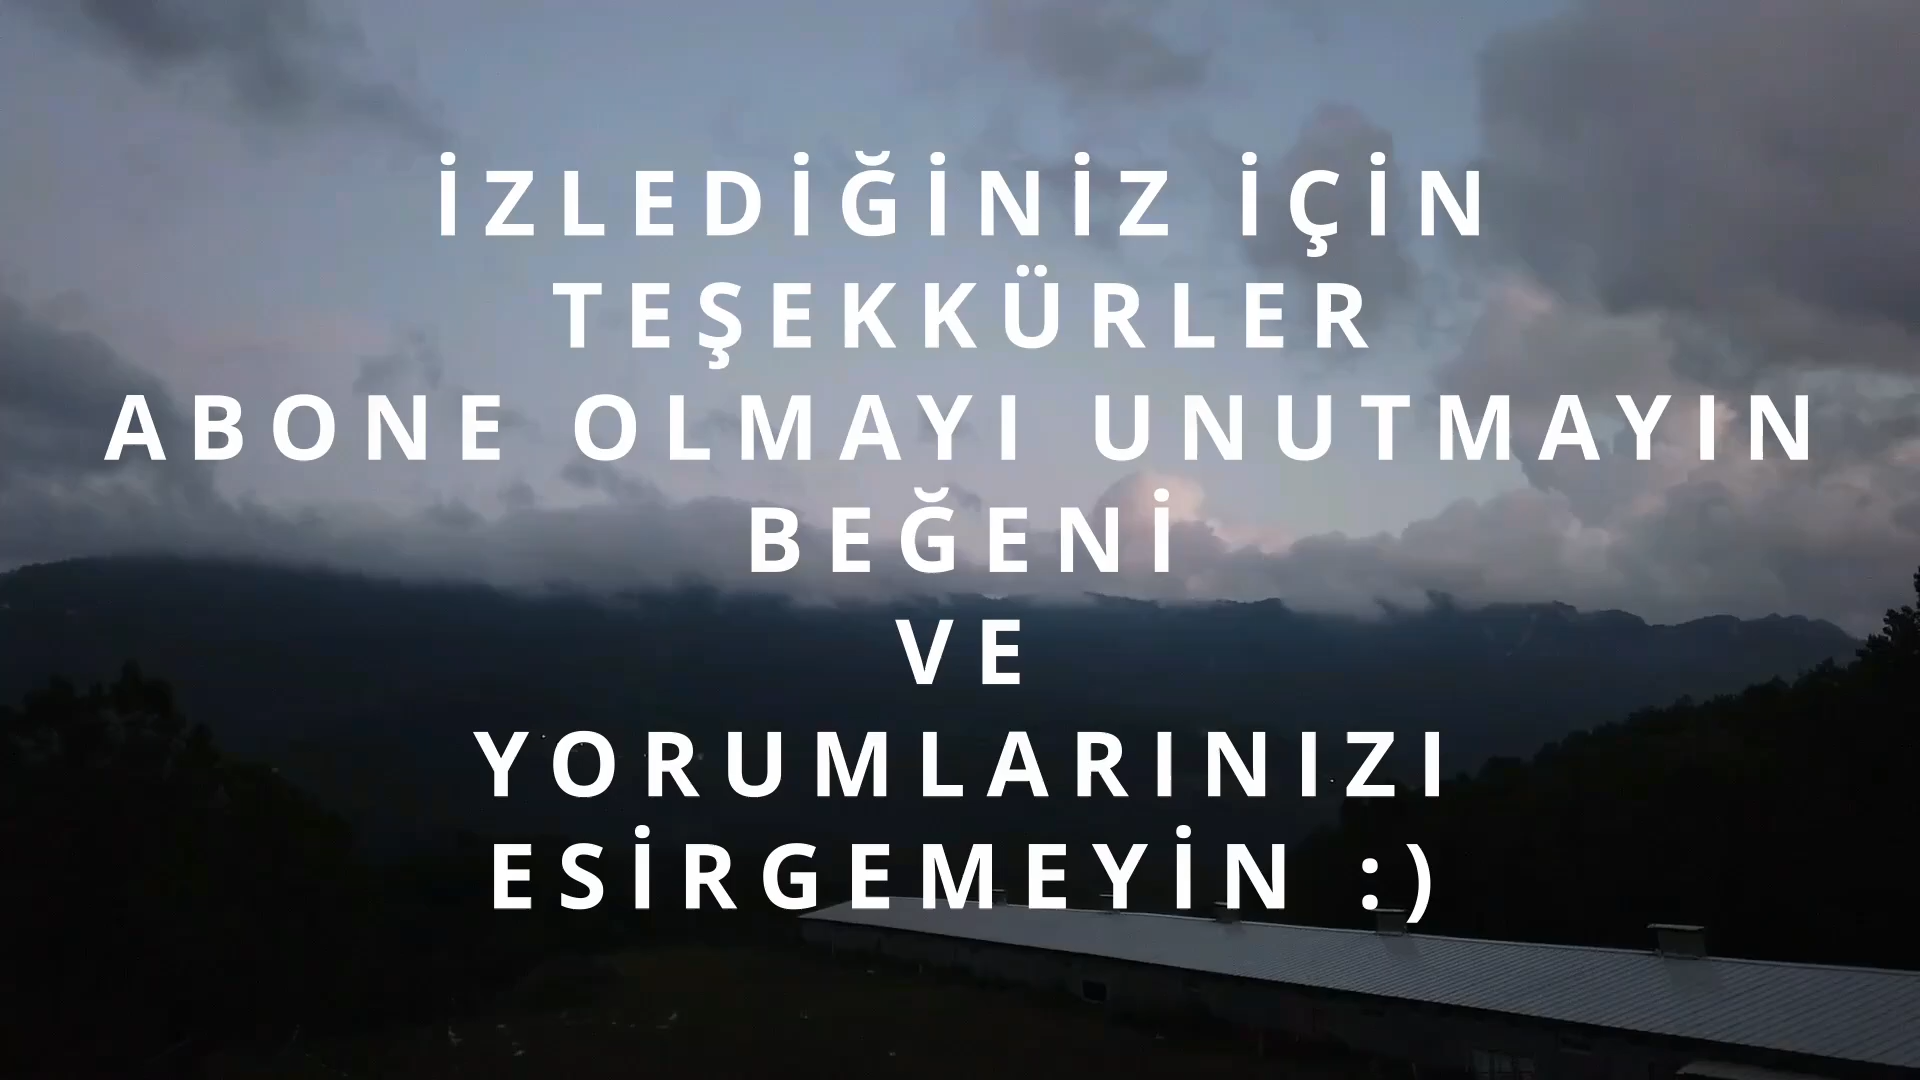 İZLEDİĞİNİZ İÇİN
TEŞEKKÜRLER
ABONE OLMAYI UNUTMAYIN
BEĞENİ
VE
YORUMLARINIZI
ESİRGEMEYİN :)